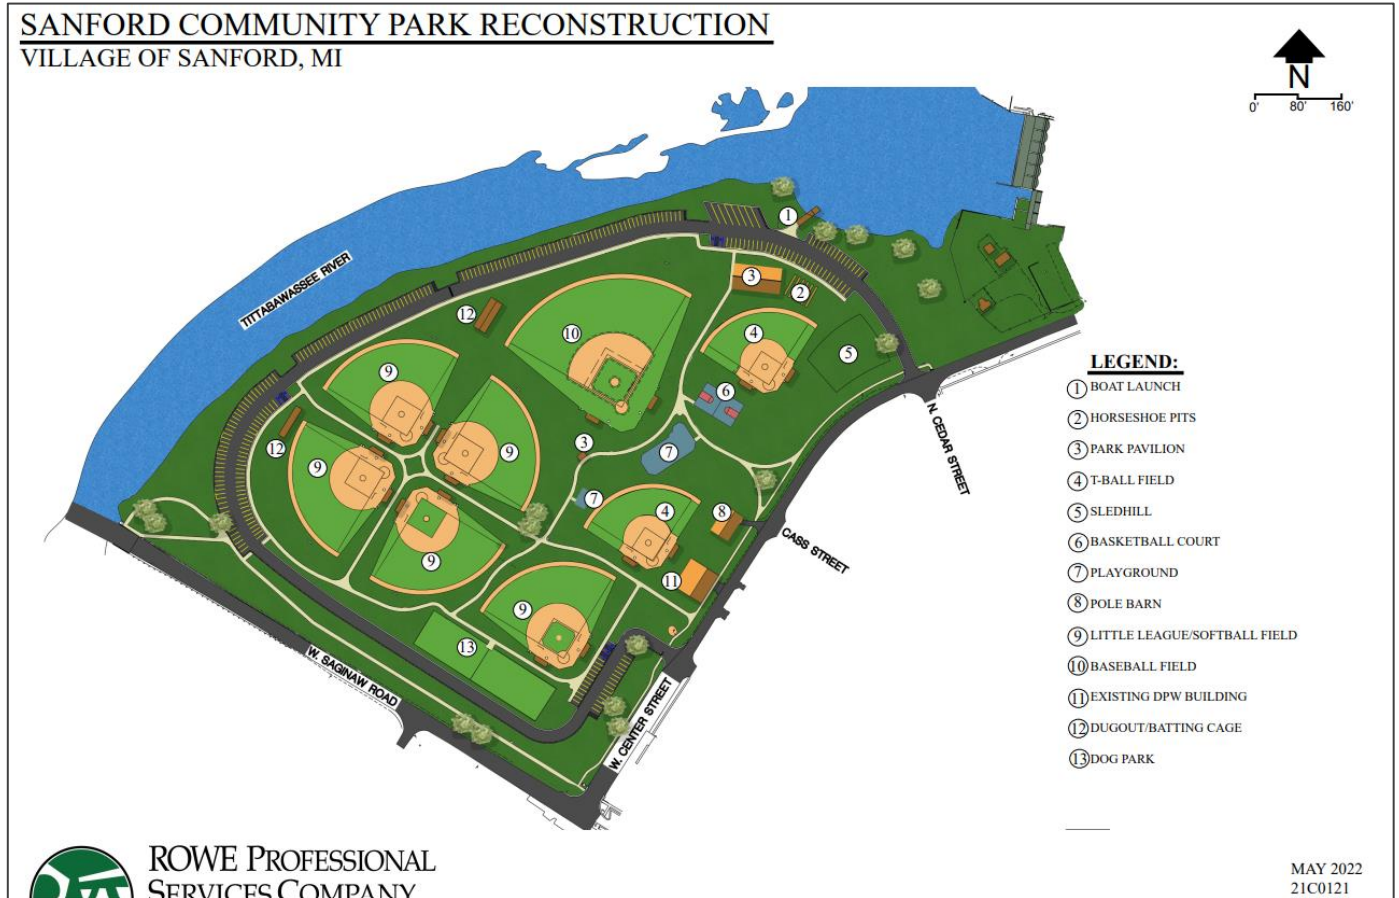 SANFORD COMMUNITY PARK RECONSTRUCTION
VILLAGE OF SANFORD, MI
N
0' 80' 160'
TITTABAWASSEE RIVER
1
3
2
12
10
4
5
9
6
12
9
9
3
7
9
7
4
8
9
11
9
13
N. CEDAR STREET
CASS STREET
W. SAGINAW ROAD
W. CENTER STREET
LEGEND:
1 BOAT LAUNCH
2 HORSESHOE PITS
3 PARK PAVILION
4 T-BALL FIELD
5 SLEDHILL
6 BASKETBALL COURT
7 PLAYGROUND
8 POLE BARN
9 LITTLE LEAGUE/SOFTBALL FIELD
10 BASEBALL FIELD
11 EXISTING DPW BUILDING
12 DUGOUT/BATTING CAGE
13 DOG PARK
ROWE PROFESSIONAL
SERVICES COMPANY
MAY 2022
21C0121